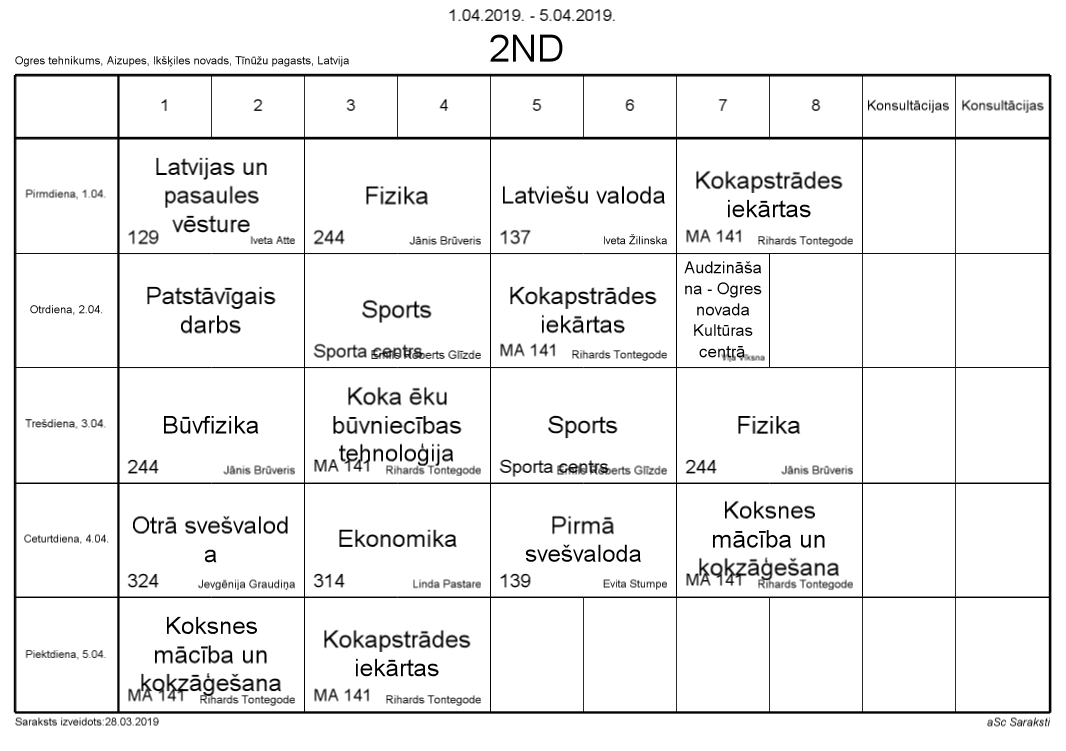 1.04.2019. - 5.04.2019.
2ND
Ogres tehnikums, Aizupes, Ikšķiles novads, Tīnūžu pagasts, Latvija
1 2 3 4 5 6 7 8 Konsultācijas Konsultācijas
Pirmdiena, 1.04.
Latvijas un
pasaules
vēsture
129 Iveta Atte
Fizika
244 Jānis Brūveris
Latviešu valoda
137 Iveta Žilinska
Kokapstrādes
iekārtas
MA 141 Rihards Tontegode
Otrdiena, 2.04.
Patstāvīgais
darbs
Sports
Sporta centrs Emīls Roberts Glīzde
Kokapstrādes
iekārtas
MA 141 Rihards Tontegode
Audzināša
na - Ogres
novada
Kultūras
centrā
Vīksna
Trešdiena, 3.04.
Būvfizika
244 Jānis Brūveris
Koka ēku
būvniecības
tehnoloģija
MA 141 Rihards Tontegode
Sports
Sporta centrs Emīls Roberts Glīzde
Fizika
244 Jānis Brūveris
Ceturtdiena, 4.04.
Otrā svešvalod
a
324 Jevgēnija Graudiņa
Ekonomika
314 Linda Pastare
Pirmā
svešvaloda
139 Evita Stumpe
Koksnes
mācība un
kokzāģešana
MA 141 Rihards Tontegode
Piektdiena, 5.04.
Koksnes
mācība un
kokzāģešana
MA 141 Rihards Tontegode
Kokapstrādes
iekārtas
MA 141 Rihards Tontegode
Saraksts izveidots:28.03.2019
aSc Saraksti